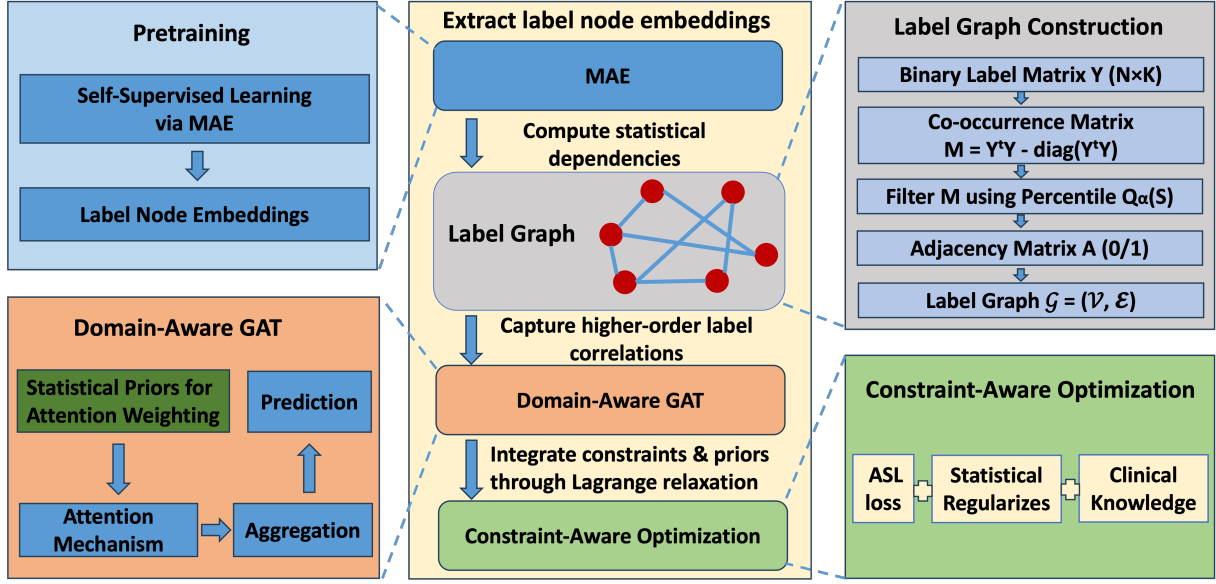 Pretraining
Self-Supervised Learning
via MAE
Label Node Embeddings
Domain-Aware GAT
Statistical Priors for
Attention Weighting
Prediction
Attention
Mechanism
Aggregation
Extract label node embeddings
MAE
Compute statistical
dependencies
Label Graph
Capture higher-order label
correlations
Domain-Aware GAT
Integrate constraints & priors
through Lagrange relaxation
Constraint-Aware Optimization
Label Graph Construction
Binary Label Matrix Y (N×K)
Co-occurrence Matrix
M = YᵗY - diag(YᵗY)
Filter M using Percentile Qα(S)
Adjacency Matrix A (0/1)
Label Graph 𝒢 = (𝒱, ℰ)
Constraint-Aware Optimization
ASL
loss
Statistical
Regularizes
Clinical
Knowledge